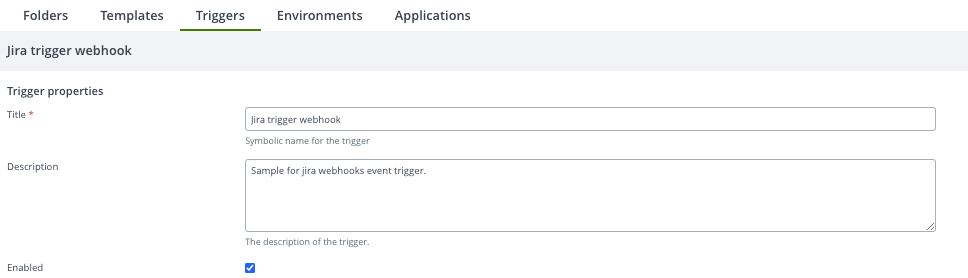 Folders Templates Triggers Environments Applications
Jira trigger webhook
Trigger properties
Title * Jira trigger webhook
Symbolic name for the trigger
Description Sample for jira webhooks event trigger.
The description of the trigger.
Enabled